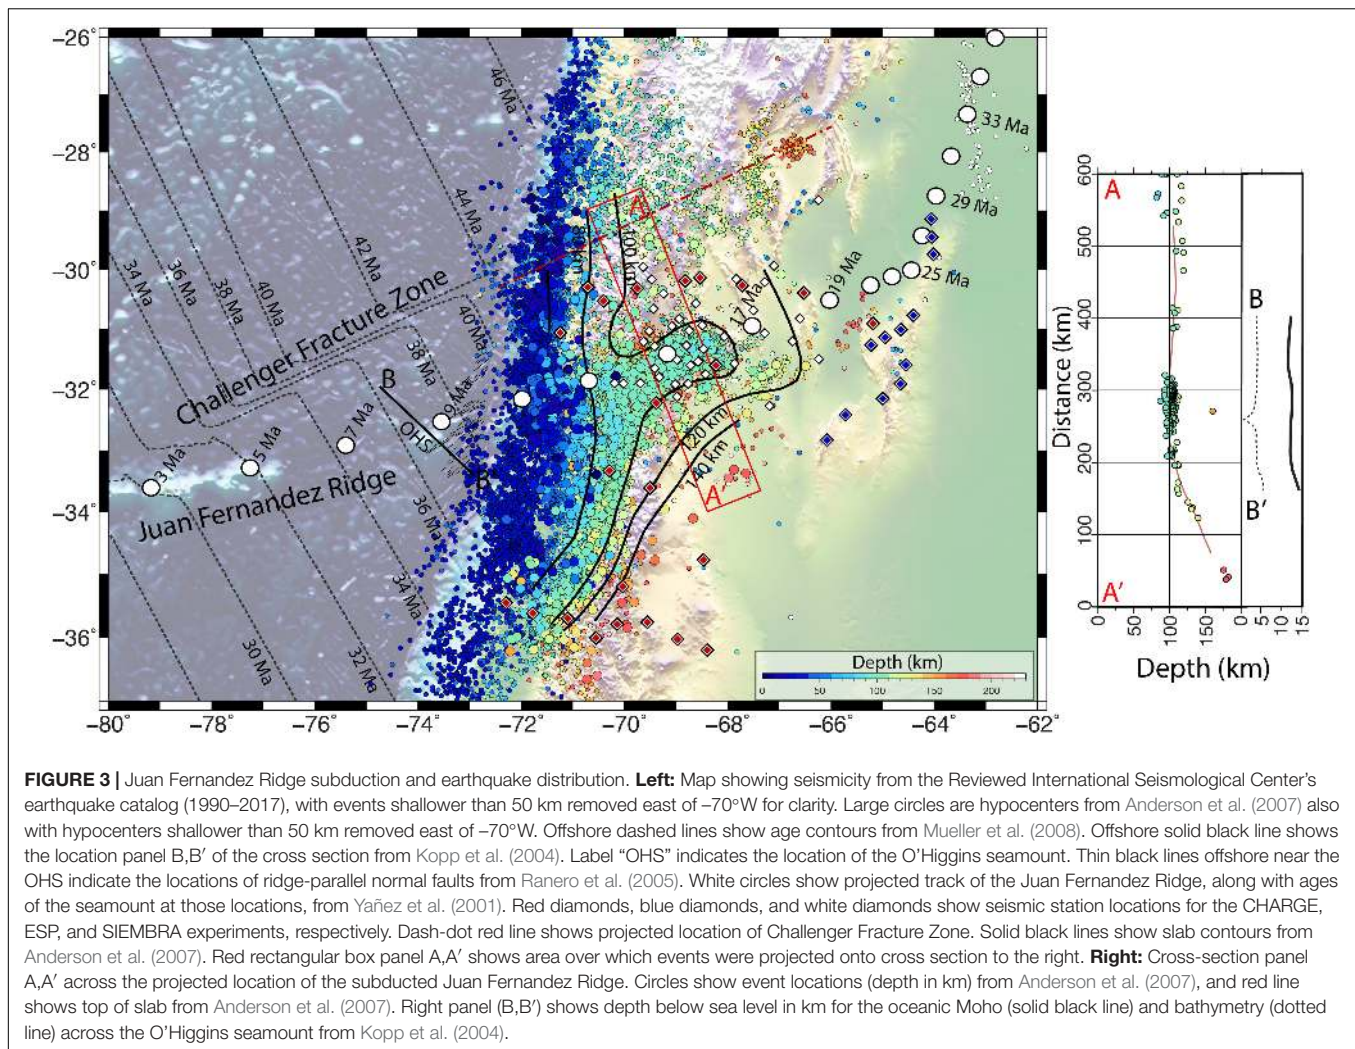 −26°
−28°
−30°
−32°
−34°
−36°
−80°
−78°
−76°
−74°
−72°
−70°
−68°
−66°
−64°
−62°
46 Ma
44 Ma
42 Ma
40 Ma
38 Ma
36 Ma
34 Ma
40 Ma
38 Ma
36 Ma
34 Ma
32 Ma
30 Ma
Challenger Fracture Zone
Juan Fernandez Ridge
3 Ma
5 Ma
7 Ma
9 Ma
OHS
B
B'
17 Ma
19 Ma
25 Ma
29 Ma
33 Ma
80 km
100 km
120 km
140 km
A
A'
Depth (km)
0
50
100
150
200
A
A'
B
B'
600
500
400
300
200
100
0
Distance (km)
0
50
100
150
0
5
15
Depth (km)
FIGURE 3 | Juan Fernandez Ridge subduction and earthquake distribution. Left: Map showing seismicity from the Reviewed International Seismological Center's
earthquake catalog (1990–2017), with events shallower than 50 km removed east of –70°W for clarity. Large circles are hypocenters from Anderson et al. (2007) also
with hypocenters shallower than 50 km removed east of –70°W. Offshore dashed lines show age contours from Mueller et al. (2008). Offshore solid black line shows
the location panel B,B′ of the cross section from Kopp et al. (2004). Label “OHS” indicates the location of the O'Higgins seamount. Thin black lines offshore near the
OHS indicate the locations of ridge-parallel normal faults from Ranero et al. (2005). White circles show projected track of the Juan Fernandez Ridge, along with ages
of the seamount at those locations, from Yañez et al. (2001). Red diamonds, blue diamonds, and white diamonds show seismic station locations for the CHARGE,
ESP, and SIEMBRA experiments, respectively. Dash-dot red line shows projected location of Challenger Fracture Zone. Solid black lines show slab contours from
Anderson et al. (2007). Red rectangular box panel A,A′ shows area over which events were projected onto cross section to the right. Right: Cross-section panel
A,A′ across the projected location of the subducted Juan Fernandez Ridge. Circles show event locations (depth in km) from Anderson et al. (2007), and red line
shows top of slab from Anderson et al. (2007). Right panel (B,B′) shows depth below sea level in km for the oceanic Moho (solid black line) and bathymetry (dotted
line) across the O'Higgins seamount from Kopp et al. (2004).